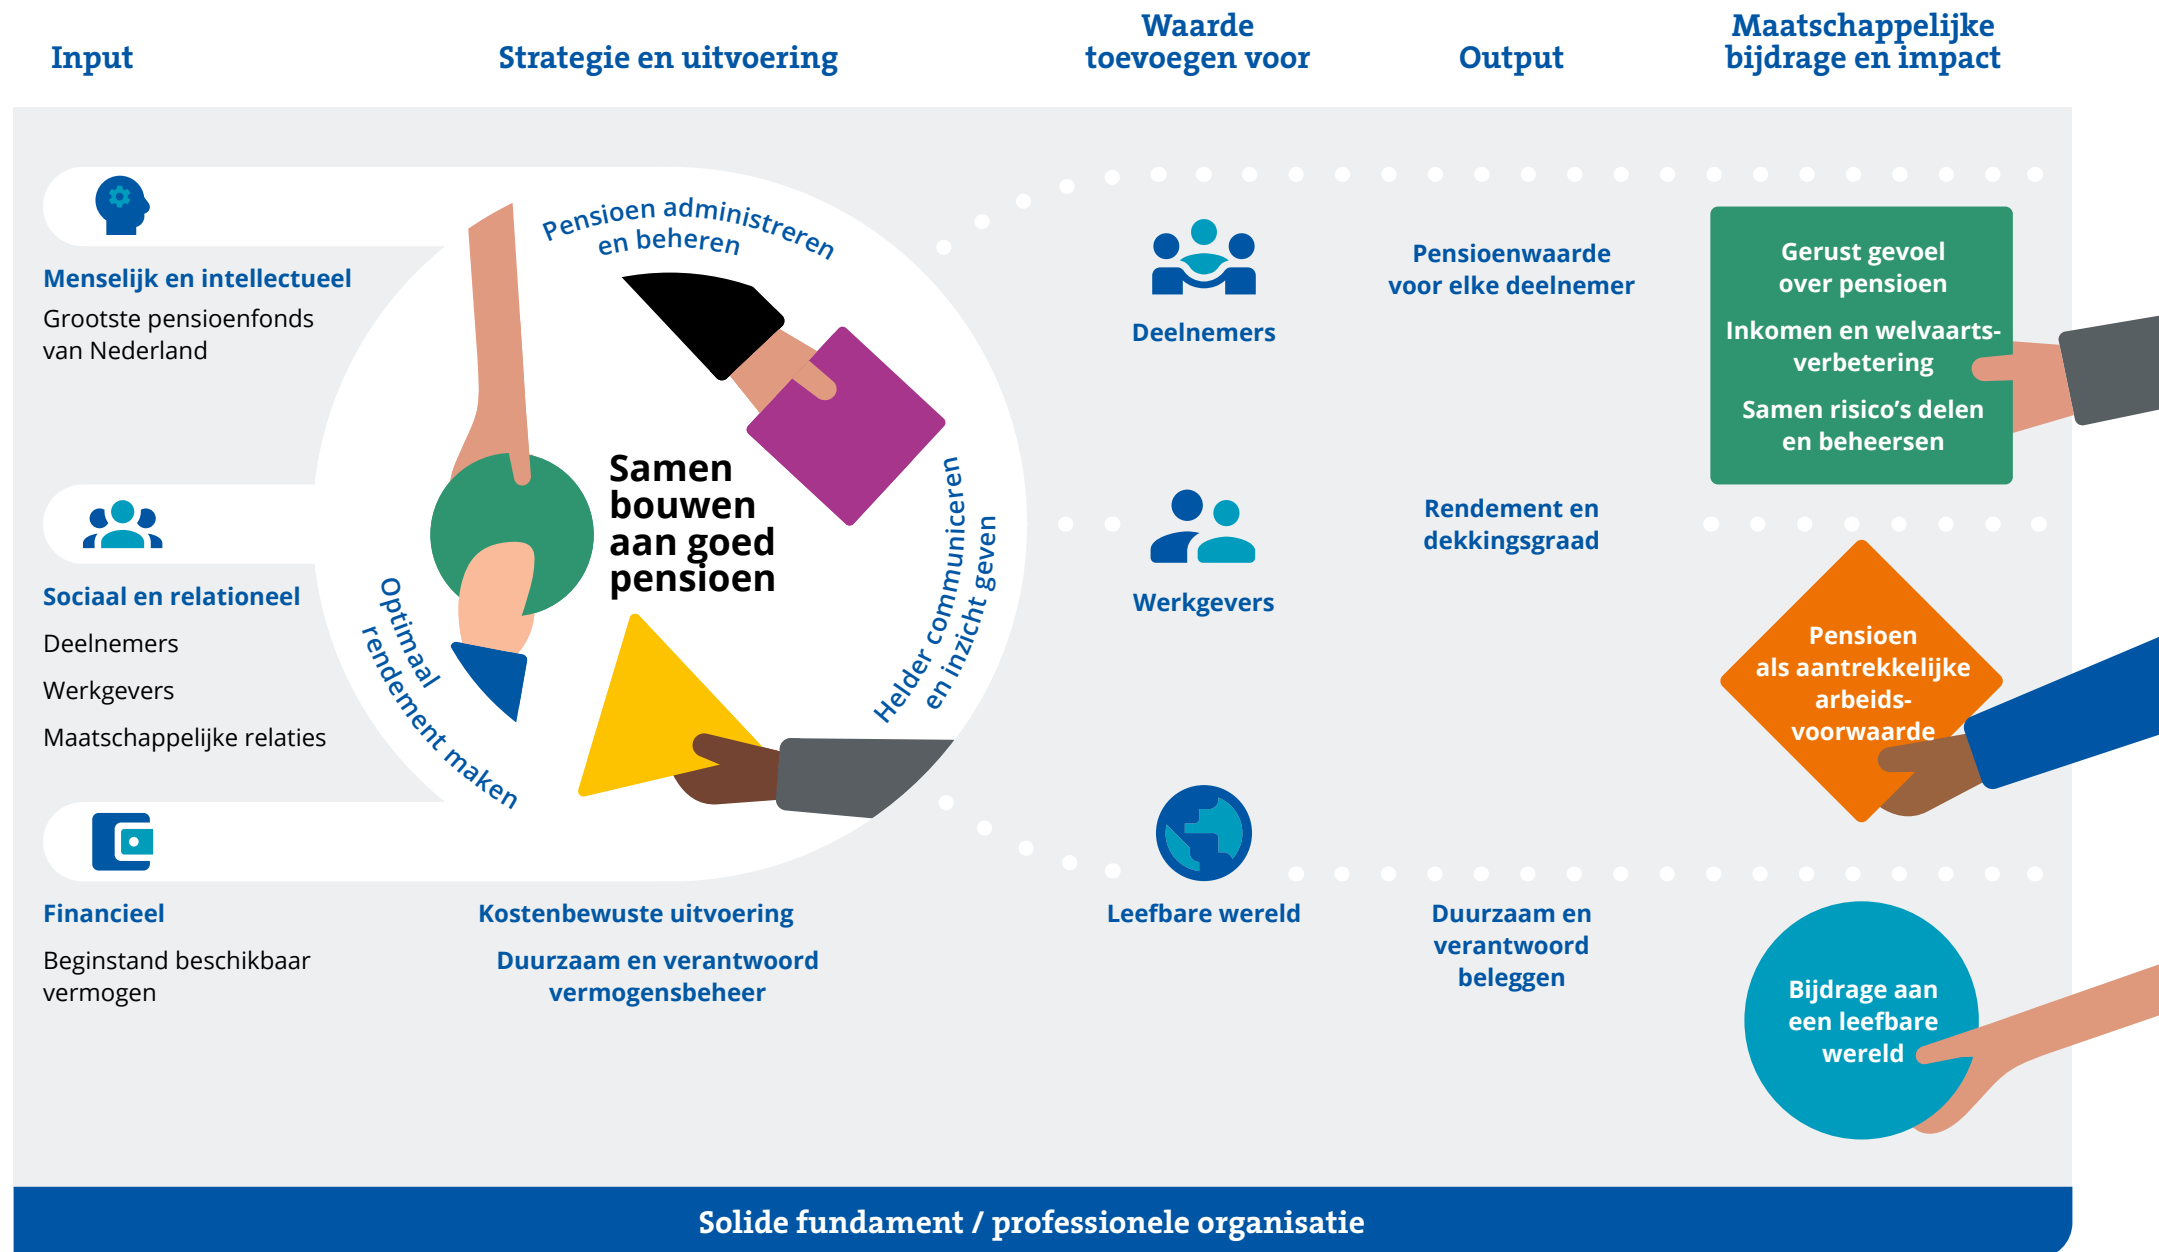 Input
Strategie en uitvoering
Waarde
toevoegen voor
Output
Maatschappelijke
bijdrage en impact
Menselijk en intellectueel
Grootste pensioenfonds
van Nederland
Sociaal en relationeel
Deelnemers
Werkgevers
Maatschappelijke relaties
Financieel
Beginstand beschikbaar
vermogen
Pensioen administreren
en beheren
Samen
bouwen
aan goed
pensioen
Helder communiceren
en inzicht geven
Optimaal
rendement maken
Kostenbewuste uitvoering
Duurzaam en verantwoord
vermogensbeheer
Deelnemers
Werkgevers
Leefbare wereld
Pensioenwaarde
voor elke deelnemer
Rendement en
dekkingsgraad
Duurzaam en
verantwoord
beleggen
Gerust gevoel
over pensioen
Inkomen en welvaarts-
verbetering
Samen risico’s delen
en beheersen
Pensioen
als aantrekkelijke
arbeids-
voorwaarde
Bijdrage aan
een leefbare
wereld
Solide fundament / professionele organisatie